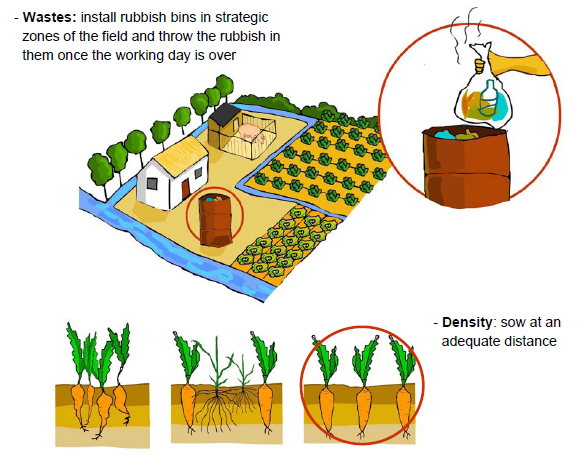 - Wastes: install rubbish bins in strategic
zones of the field and throw the rubbish in
them once the working day is over
- Density: sow at an
adequate distance